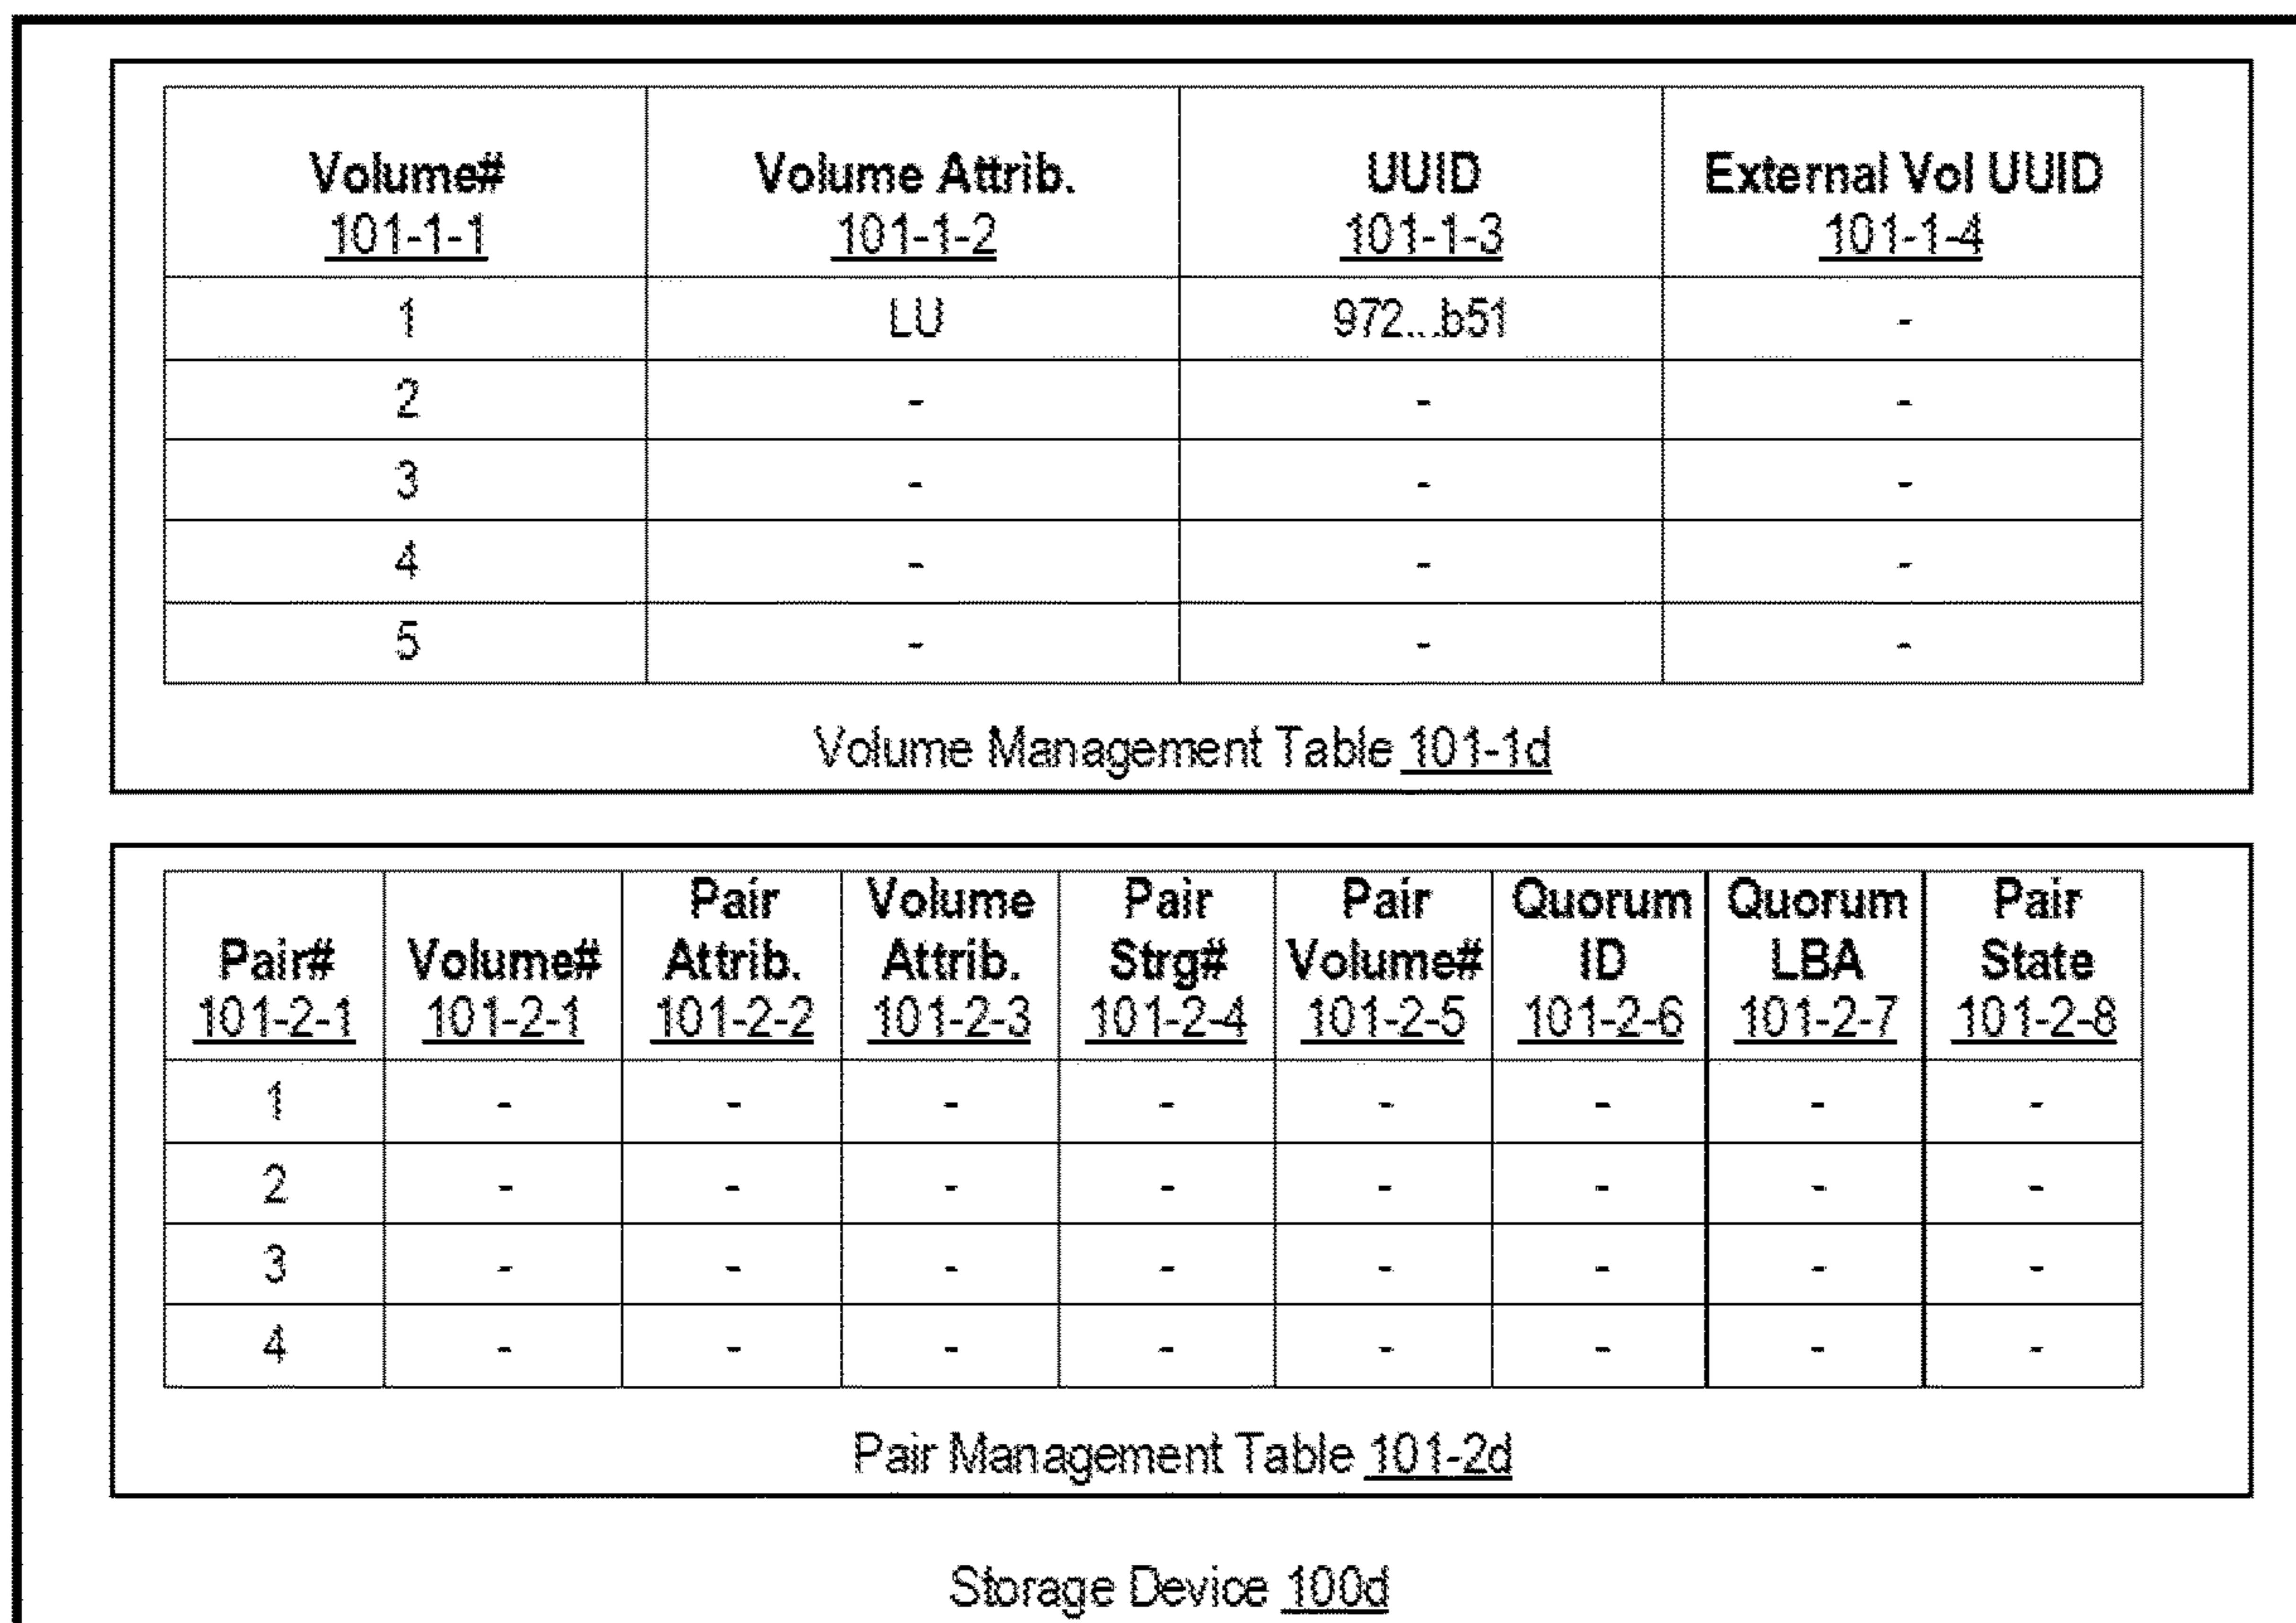 Volume# Volume Attrib. UUID External Vol UUID
101-1-1 101-1-2 101-1-3 101-1-4
1 LU 972...b51 -
2 - - -
3 - - -
4 - - -
5 - - -
Volume Management Table 101-1d
Pair Volume Pair Pair Quorum Quorum Pair
Pair# Volume# Attrib. Attrib. Strg# Volume# ID LBA State
101-2-1 101-2-1 101-2-2 101-2-3 101-2-4 101-2-5 101-2-6 101-2-7 101-2-8
1 - - - - - - - -
2 - - - - - - - -
3 - - - - - - - -
4 - - - - - - - -
Pair Management Table 101-2d
Storage Device 100d